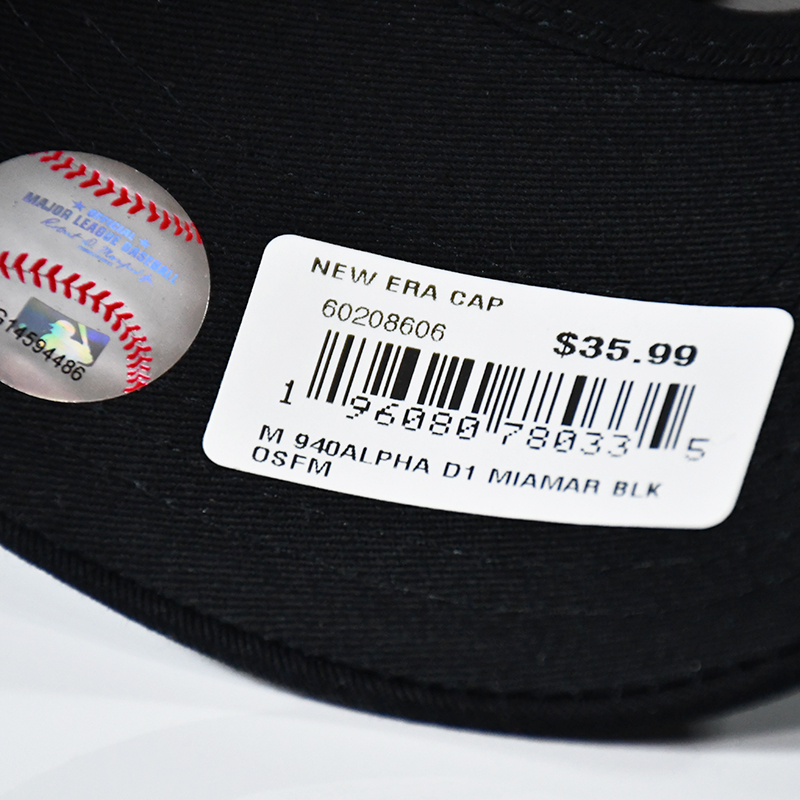 OFFICIAL
MAJOR LEAGUE BASEBALL
G14594486
NEW ERA CAP
60208606
$35.99
1 96080 78033 5
M 940ALPHA D1 MIAMAR BLK
OSFM